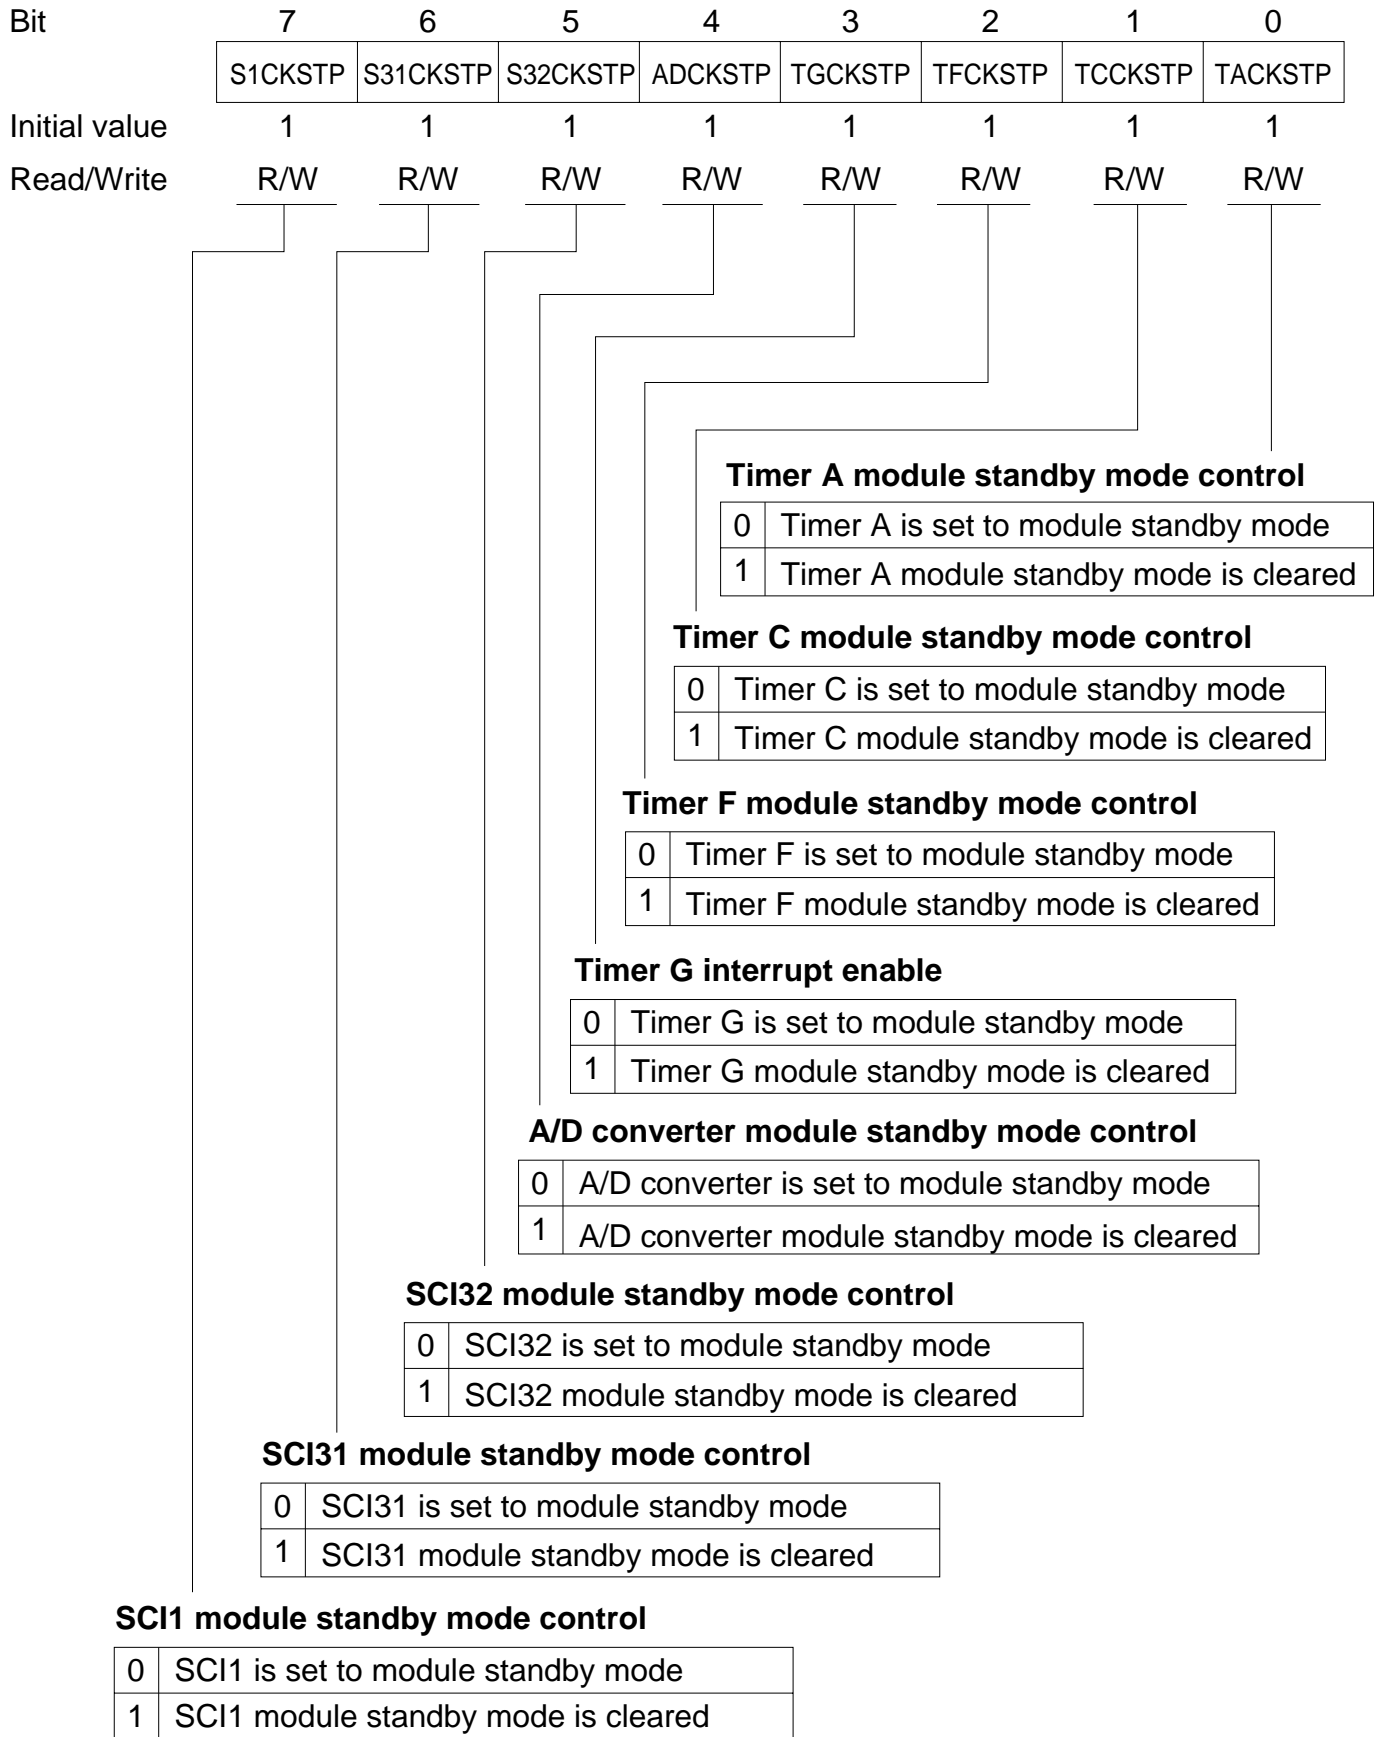 Bit 7 6 5 4 3 2 1 0
S1CKSTP S31CKSTP S32CKSTP ADCKSTP TGCKSTP TFCKSTP TCCKSTP TACKSTP
Initial value 1 1 1 1 1 1 1 1
Read/Write R/W R/W R/W R/W R/W R/W R/W R/W
Timer A module standby mode control
0 Timer A is set to module standby mode
1 Timer A module standby mode is cleared
Timer C module standby mode control
0 Timer C is set to module standby mode
1 Timer C module standby mode is cleared
Timer F module standby mode control
0 Timer F is set to module standby mode
1 Timer F module standby mode is cleared
Timer G interrupt enable
0 Timer G is set to module standby mode
1 Timer G module standby mode is cleared
A/D converter module standby mode control
0 A/D converter is set to module standby mode
1 A/D converter module standby mode is cleared
SCI32 module standby mode control
0 SCI32 is set to module standby mode
1 SCI32 module standby mode is cleared
SCI31 module standby mode control
0 SCI31 is set to module standby mode
1 SCI31 module standby mode is cleared
SCI1 module standby mode control
0 SCI1 is set to module standby mode
1 SCI1 module standby mode is cleared